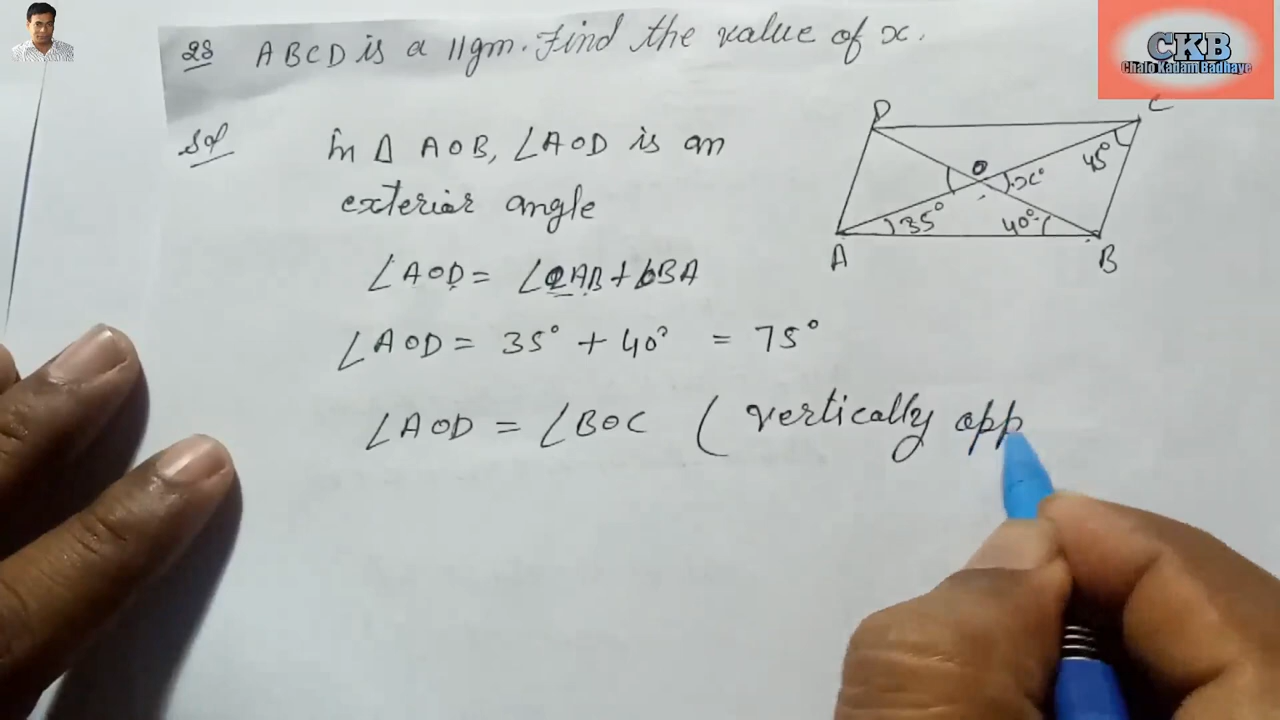 28 ABCD is a ||gm. Find the value of x.
Sol In Δ AOB, ∠AOD is an
exterior angle
∠AOD = ∠OAB + OBA
∠AOD = 35° + 40° = 75°
∠AOD = ∠BOC ( vertically opp
D
C
O
x°
45°
35°
40°
A
B
CKB
Chalo Kadam Badhaye